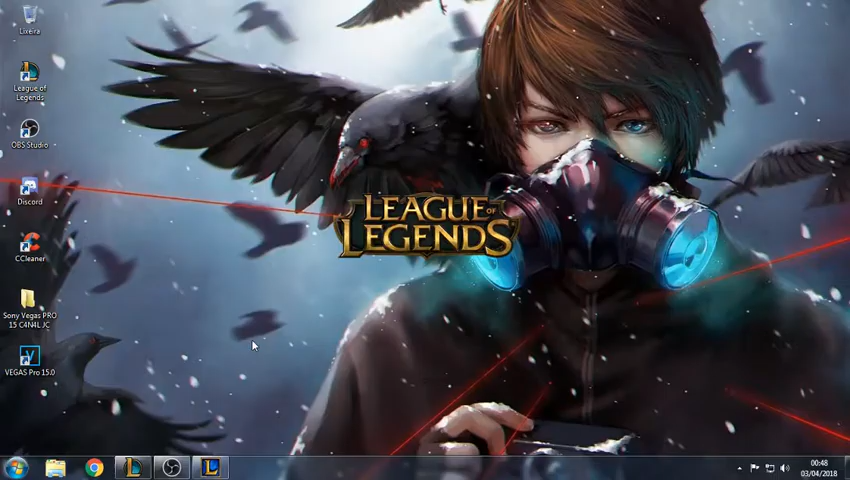 Lixeira
League of
Legends
OBS Studio
Discord
CCleaner
Sony Vegas PRO
15 C4N4L JC
VEGAS Pro 15.0
LEAGUE OF
LEGENDS
00:48
03/04/2018